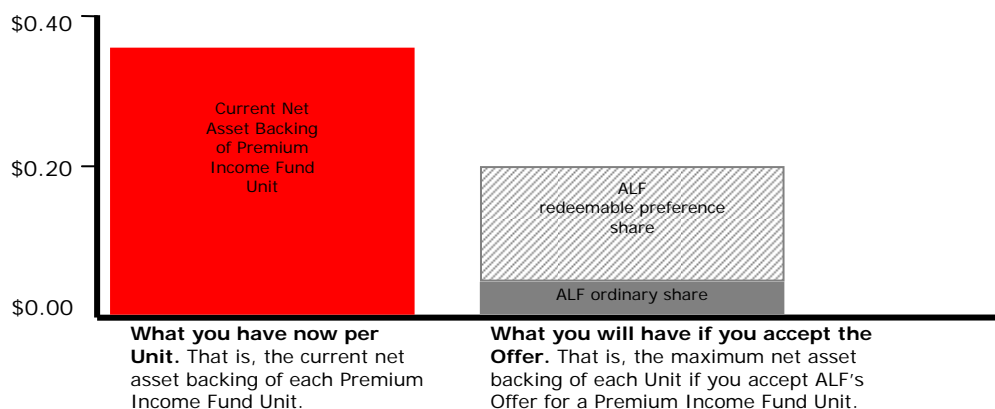 $0.40
Current Net
Asset Backing
of Premium
Income Fund
Unit
$0.20
ALF
redeemable preference
share
ALF ordinary share
$0.00
What you have now per
Unit. That is, the current net
asset backing of each Premium
Income Fund Unit.
What you will have if you accept the
Offer. That is, the maximum net asset
backing of each Unit if you accept ALF's
Offer for a Premium Income Fund Unit.